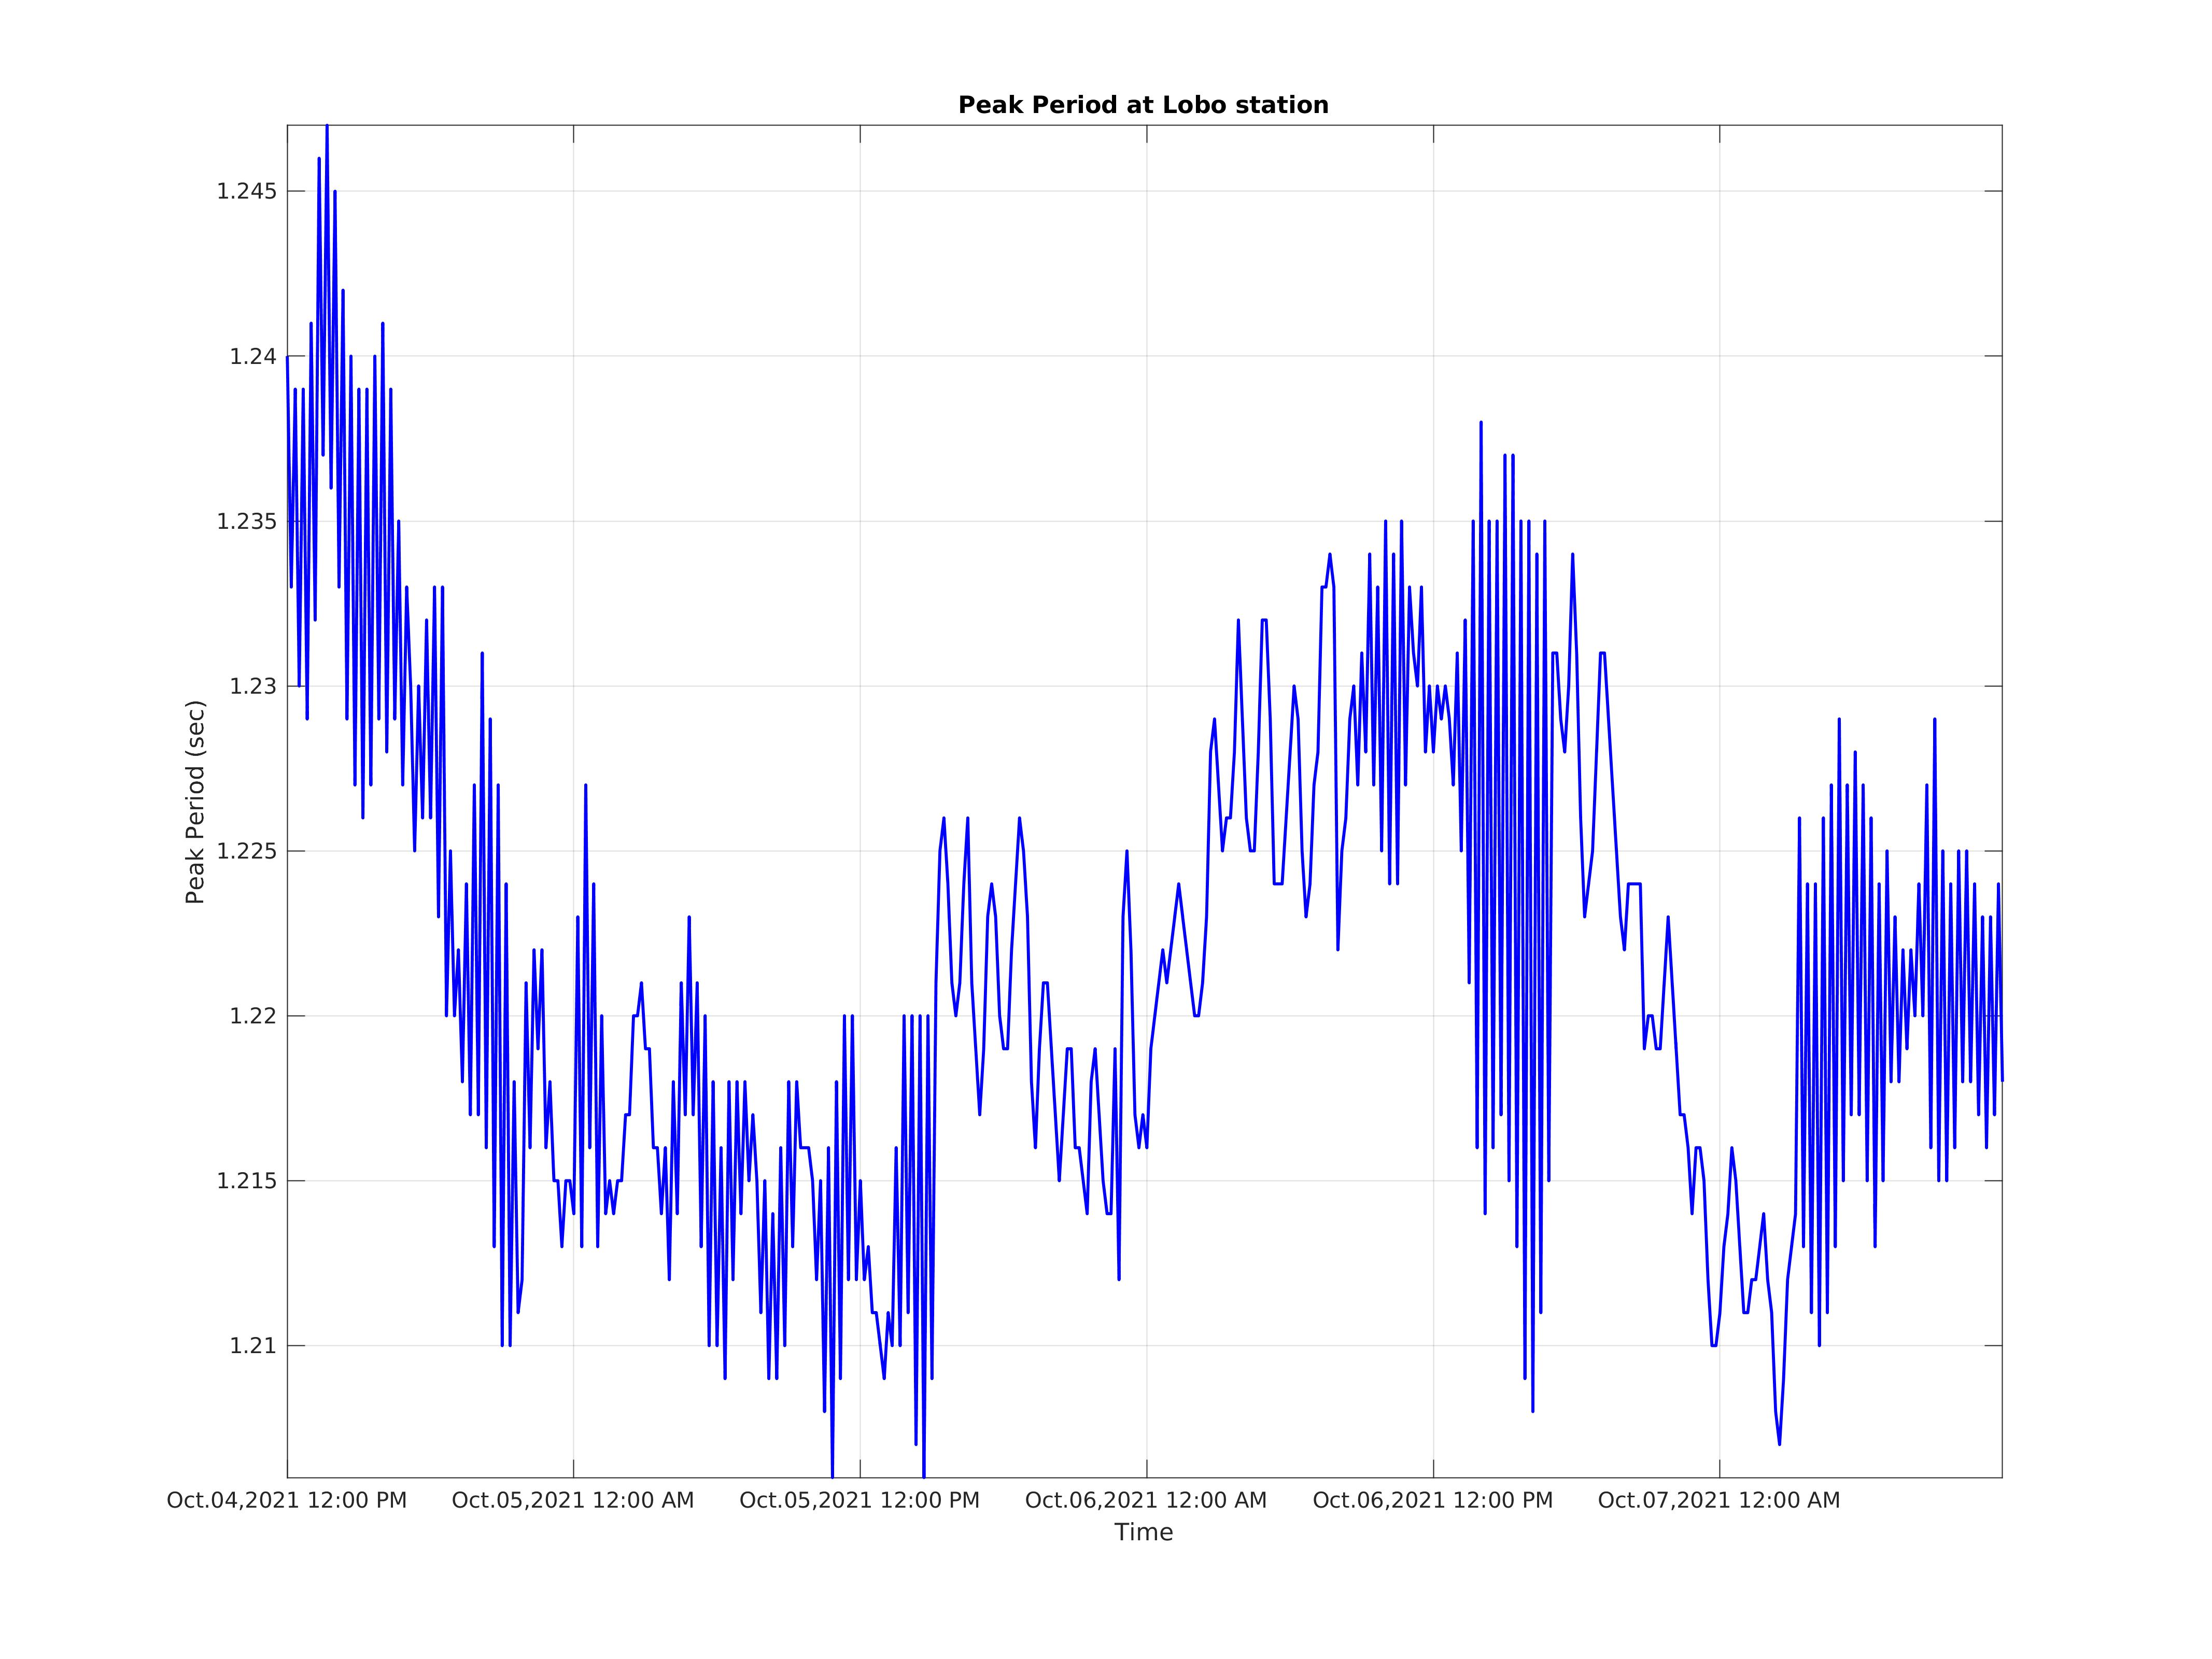 Peak Period at Lobo station
1.245
1.24
1.235
1.23
1.225
1.22
1.215
1.21
Peak Period (sec)
Oct.04,2021 12:00 PM
Oct.05,2021 12:00 AM
Oct.05,2021 12:00 PM
Oct.06,2021 12:00 AM
Oct.06,2021 12:00 PM
Oct.07,2021 12:00 AM
Time